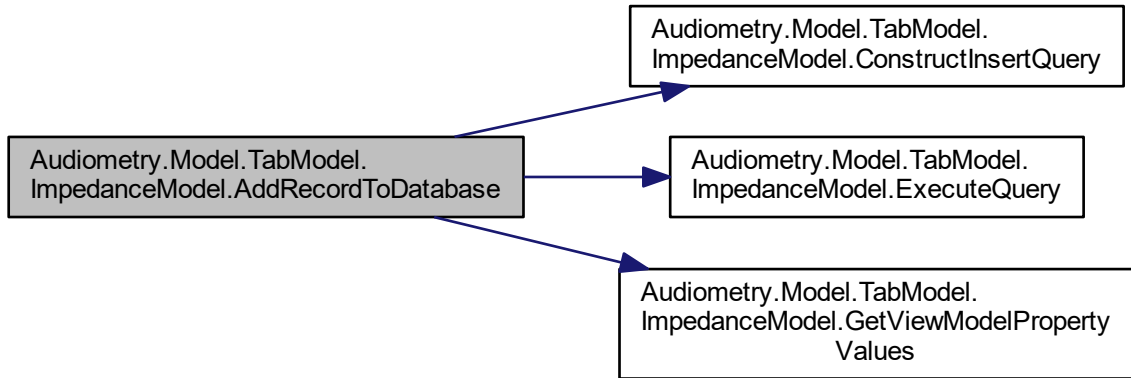 Audiometry.Model.TabModel.
ImpedanceModel.ConstructInsertQuery
Audiometry.Model.TabModel.
ImpedanceModel.AddRecordToDatabase
Audiometry.Model.TabModel.
ImpedanceModel.ExecuteQuery
Audiometry.Model.TabModel.
ImpedanceModel.GetViewModelProperty
Values